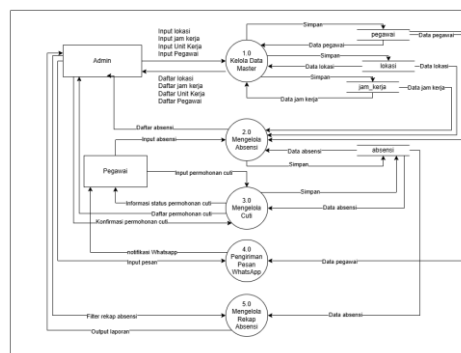 Input lokasi
Input jam kerja
Input Unit Kerja
Input Pegawai
Admin
Daftar lokasi
Daftar jam kerja
Daftar Unit Kerja
Daftar Pegawai
1.0
Kelola Data
Master
Simpan
pegawai
Data pegawai
Data pegawai
Simpan
lokasi
Data lokasi
Data lokasi
Simpan
jam_kerja
Data jam kerja
Data jam kerja
Daftar absensi
Input absensi
2.0
Mengelola
Absensi
Data absensi
absensi
Simpan
Pegawai
Input permohonan cuti
Informasi status permohonan cuti
Daftar permohonan cuti
Konfirmasi permohonan cuti
3.0
Mengelola
Cuti
Simpan
Data absensi
notifikasi Whatsapp
Input pesan
4.0
Pengiriman
Pesan
WhatsApp
Data pegawai
Filter rekap absensi
Output laporan
5.0
Mengelola
Rekap
Absensi
Data absensi